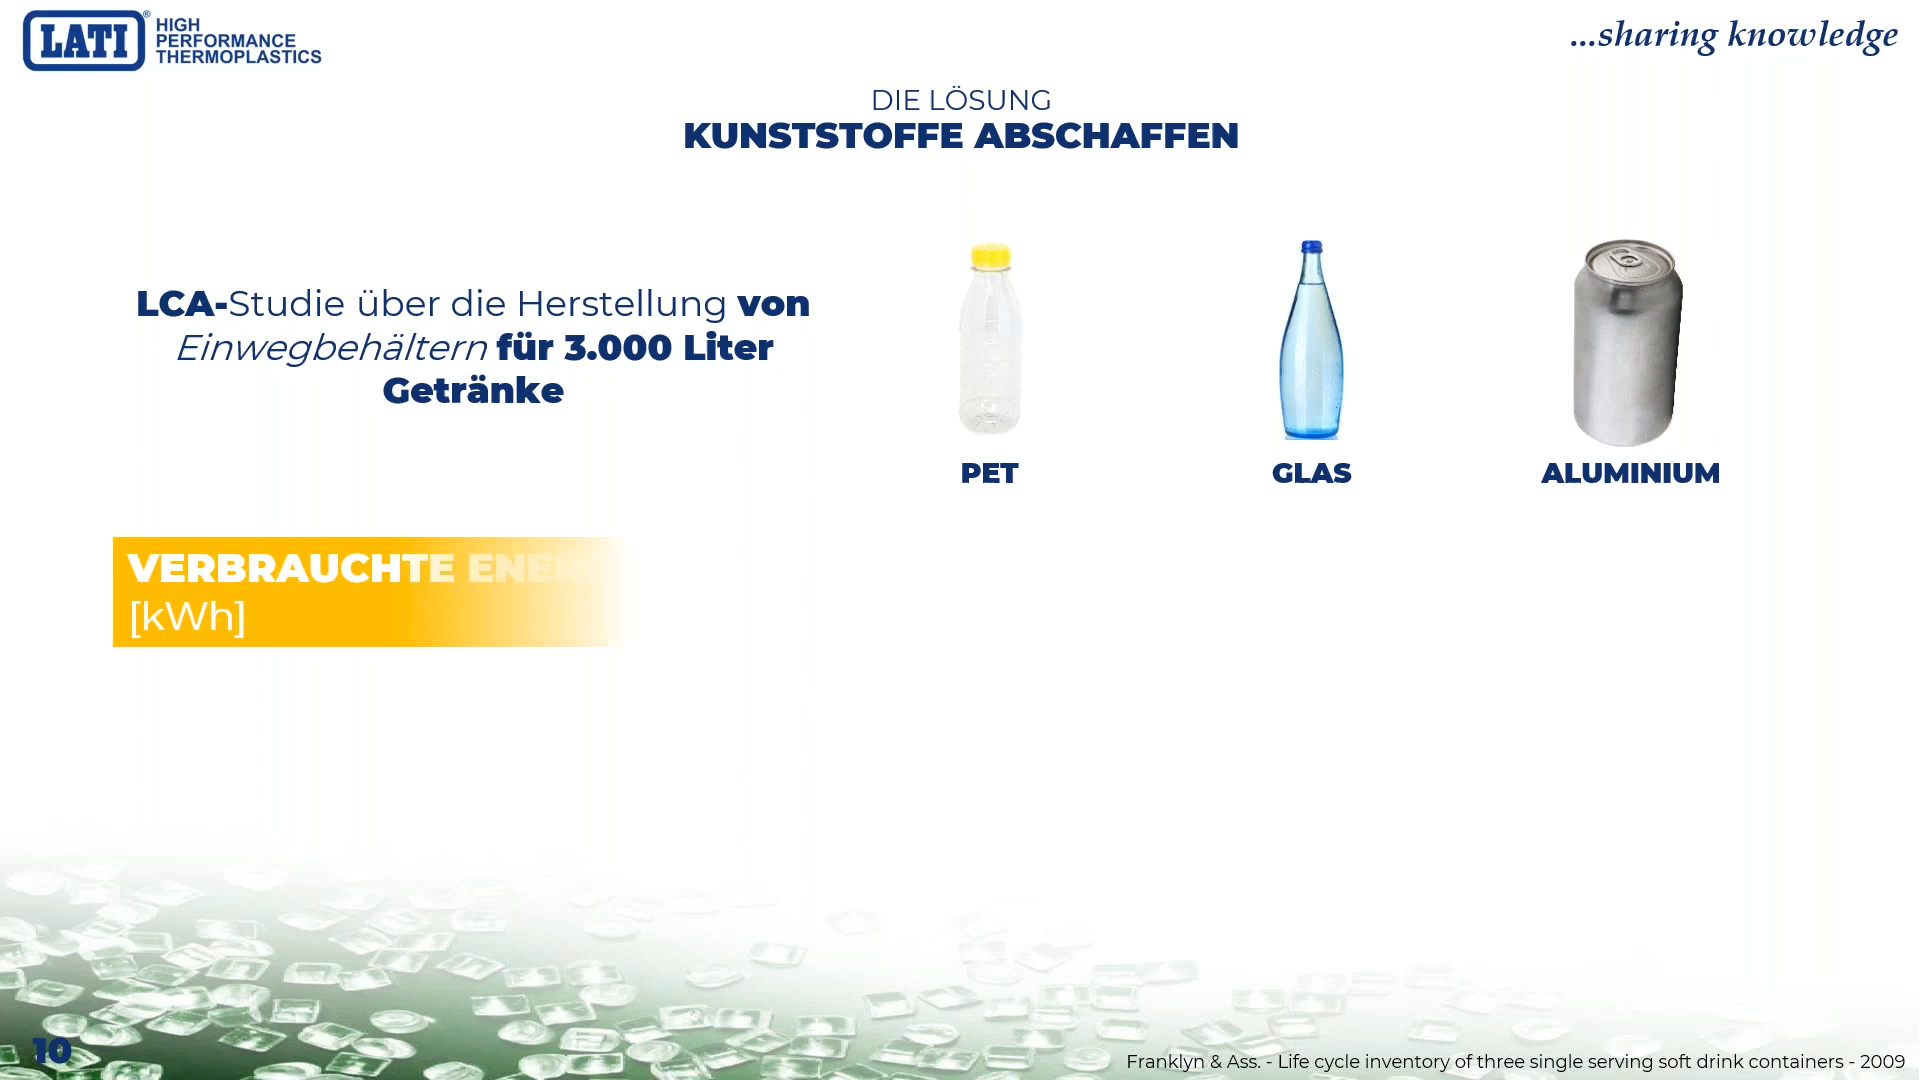 LATI® HIGH
PERFORMANCE
THERMOPLASTICS
...sharing knowledge
DIE LÖSUNG
KUNSTSTOFFE ABSCHAFFEN
LCA-Studie über die Herstellung von
Einwegbehältern für 3.000 Liter
Getränke
PET
GLAS
ALUMINIUM
VERBRAUCHTE
[kWh]
10
Franklyn & Ass. - Life cycle inventory of three single serving soft drink containers - 2009